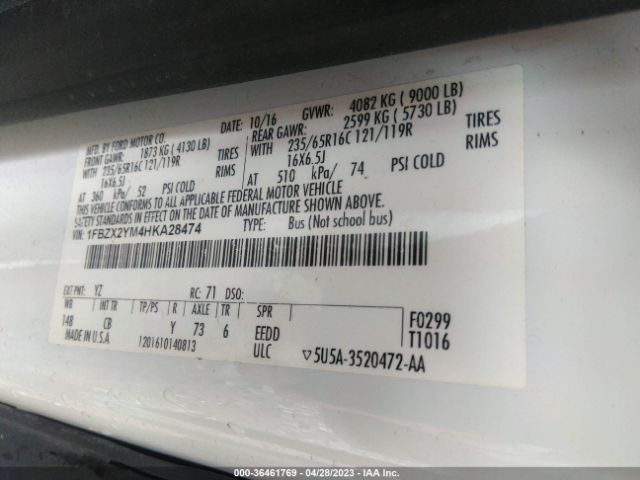 MFD. BY FORD MOTOR CO.
DATE: 10/16 GVWR: 4082 KG ( 9000 LB)
FRONT GAWR: 1873 KG ( 4130 LB)
REAR GAWR: 2599 KG ( 5730 LB)
WITH 235/65R16C 121/119R TIRES
WITH 235/65R16C 121/119R TIRES
16X6.5J RIMS
16X6.5J RIMS
AT 360 kPa/ 52 PSI COLD
AT 510 kPa/ 74 PSI COLD
THIS VEHICLE CONFORMS TO ALL APPLICABLE FEDERAL MOTOR VEHICLE
SAFETY STANDARDS IN EFFECT ON THE DATE OF MANUFACTURE SHOWN ABOVE.
VIN: 1FBZX2YM4HKA28474 TYPE: Bus (Not school bus)
EXT PNT: YZ RC: 71 DSO:
WB INT TR TP/PS R AXLE TR SPR
148 CB Y 73 6 EEDD F0299
MADE IN U.S.A 1201610140813 ULC T1016
▽5U5A-3520472-AA
000-36461769 / 04/28/2023 - IAA Inc.